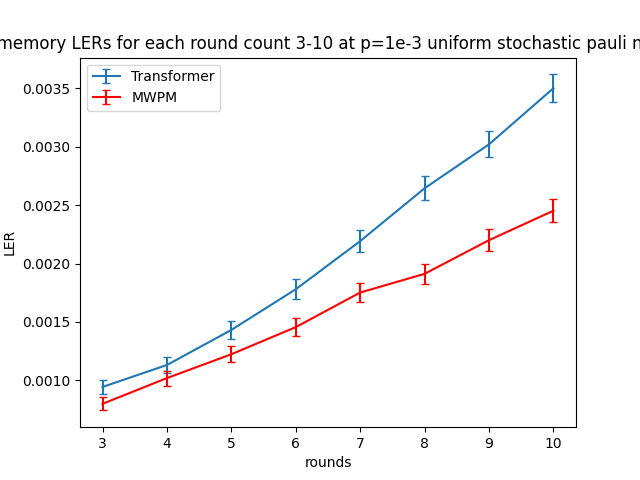 memory LERs for each round count 3-10 at p=1e-3 uniform stochastic pauli
Transformer
MWPM
0.0035
0.0030
0.0025
0.0020
0.0015
0.0010
LER
3 4 5 6 7 8 9 10
rounds